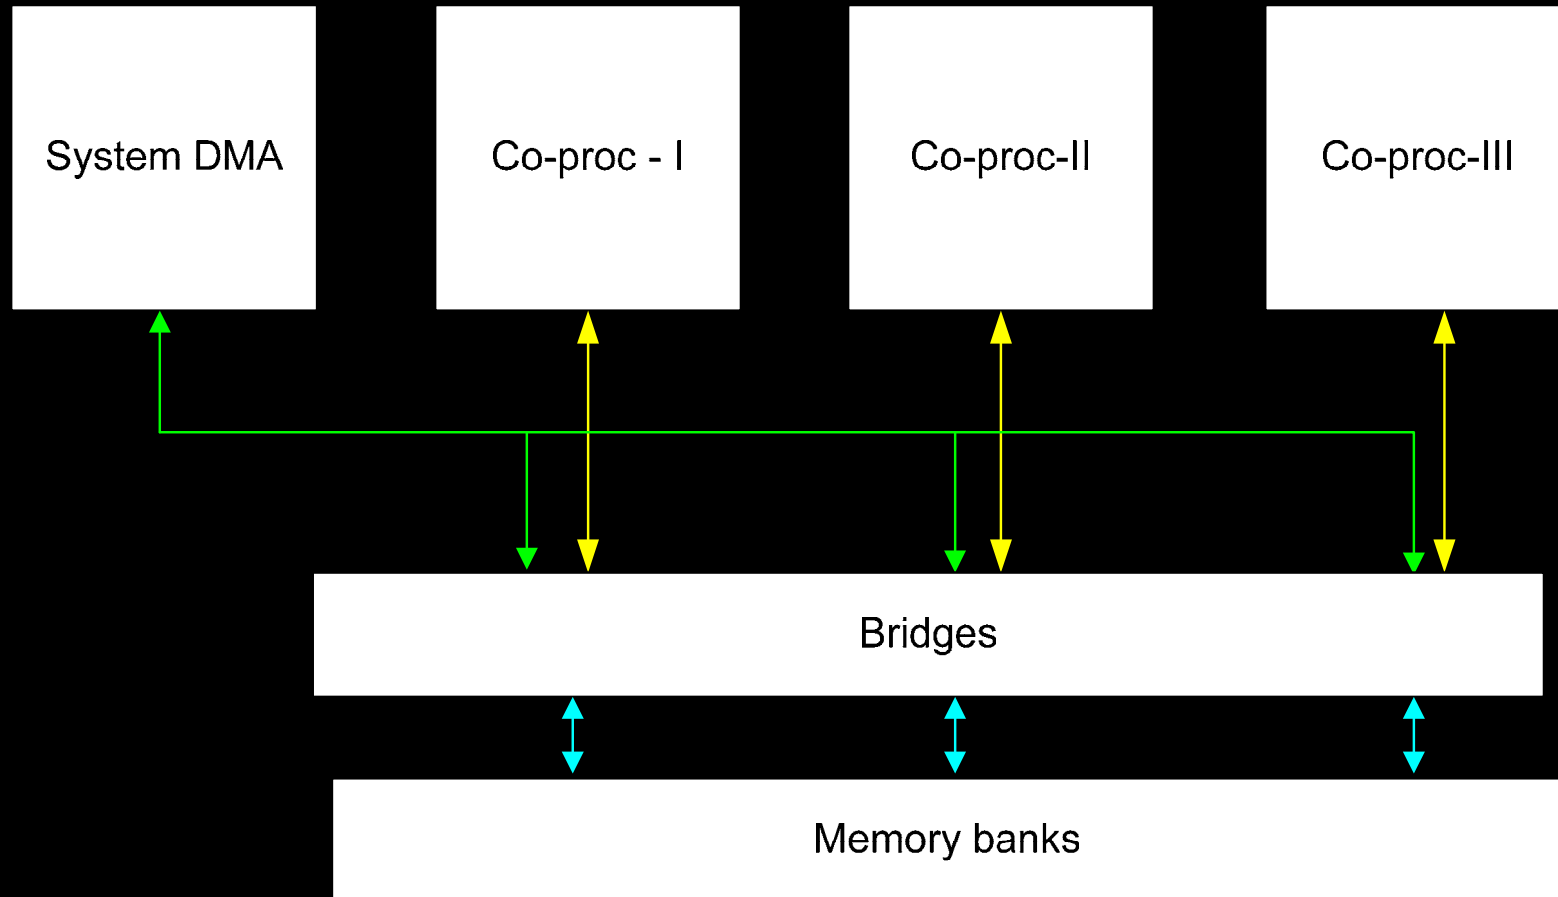 System DMA
Co-proc - I
Co-proc-II
Co-proc-III
Bridges
Memory banks